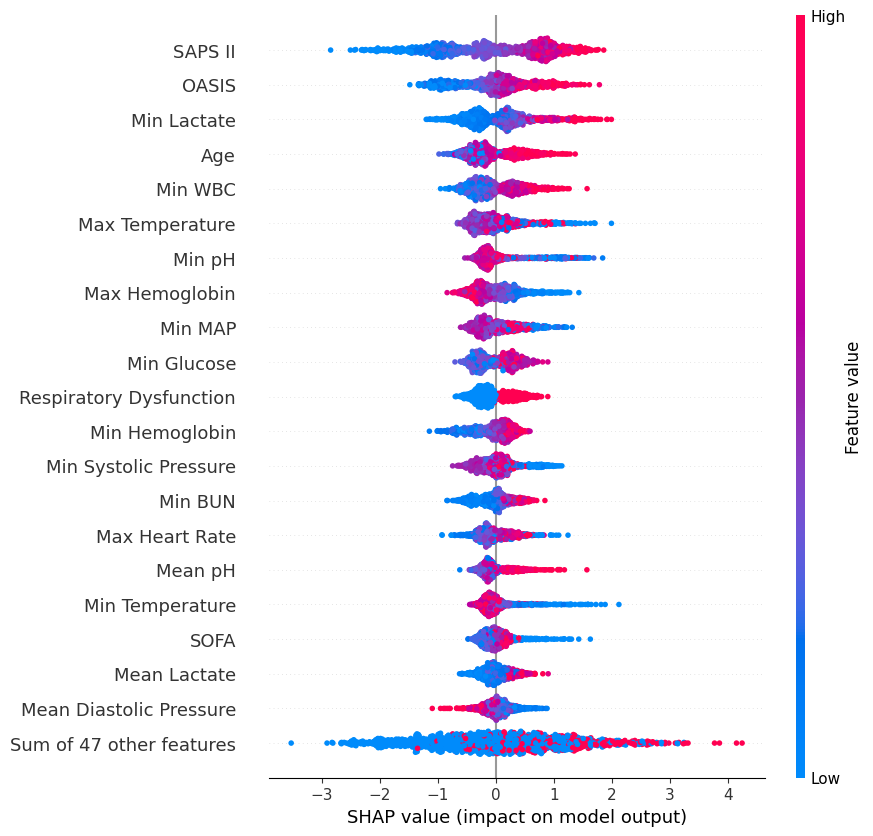 High
SAPS II
OASIS
Min Lactate
Age
Min WBC
Max Temperature
Min pH
Max Hemoglobin
Min MAP
Min Glucose
Respiratory Dysfunction
Min Hemoglobin
Min Systolic Pressure
Min BUN
Max Heart Rate
Mean pH
Min Temperature
SOFA
Mean Lactate
Mean Diastolic Pressure
Sum of 47 other features
Feature value
Low
−3 −2 −1 0 1 2 3 4
SHAP value (impact on model output)